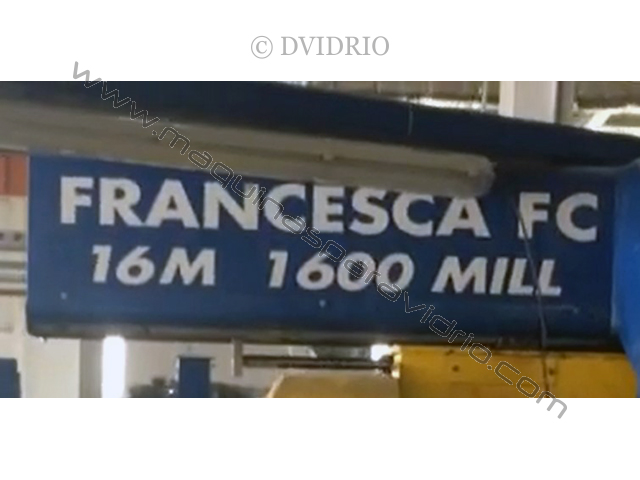 © DVIDRIO
www.maquinasparavidrio.com
FRANCESCA FC
16M 1600 MILL